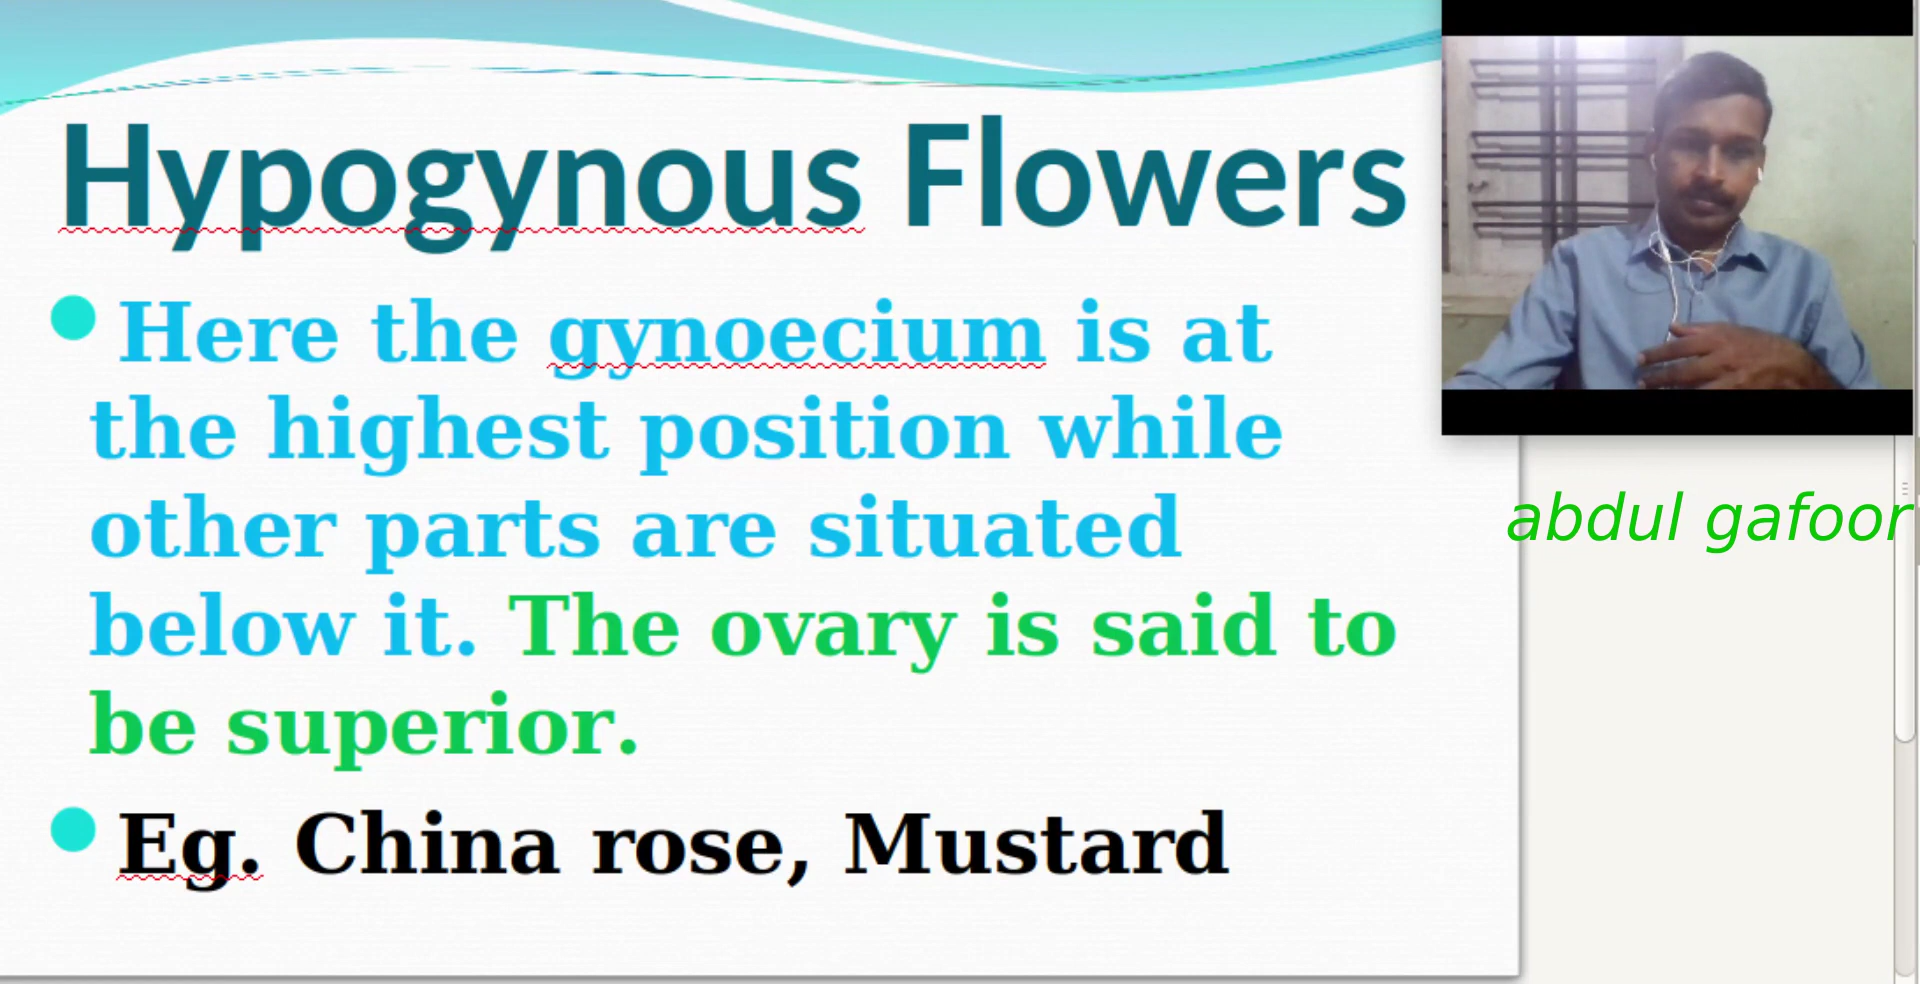 Hypogynous Flowers
Here the gynoecium is at
the highest position while
other parts are situated
below it. The ovary is said to
be superior.
Eg. China rose, Mustard
abdul gafoor